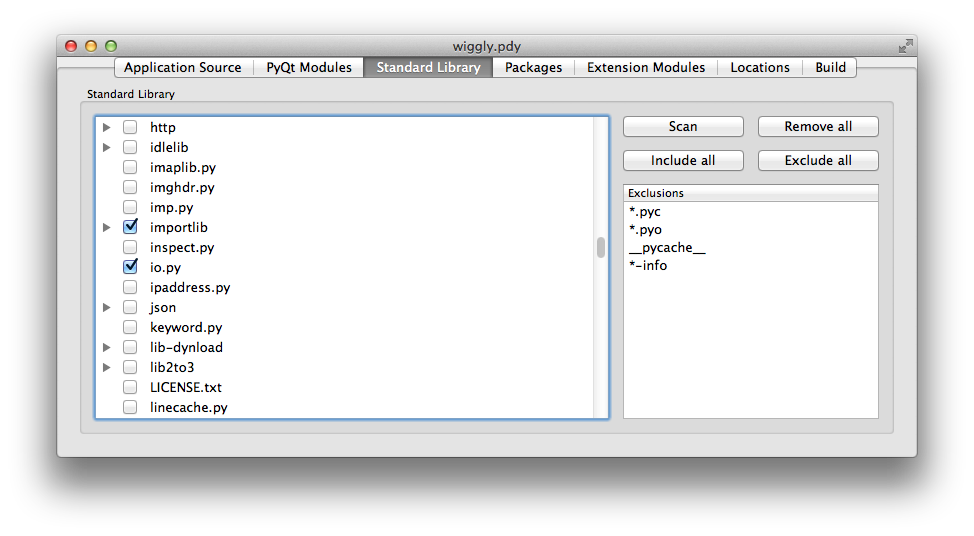 wiggly.pdy
Application Source PyQt Modules Standard Library Packages Extension Modules Locations Build
Standard Library
http
idlelib
imaplib.py
imghdr.py
imp.py
importlib
inspect.py
io.py
ipaddress.py
json
keyword.py
lib-dynload
lib2to3
LICENSE.txt
linecache.py
Scan Remove all
Include all Exclude all
Exclusions
*.pyc
*.pyo
__pycache__
*-info